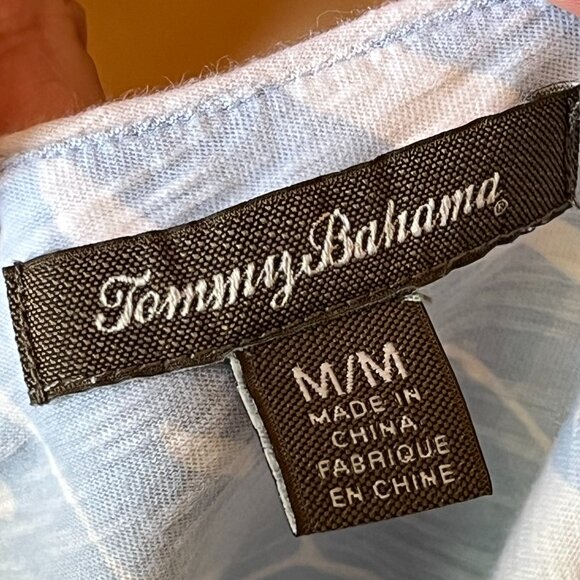 Tommy Bahama®
M/M
MADE IN
CHINA
FABRIQUE
EN CHINE